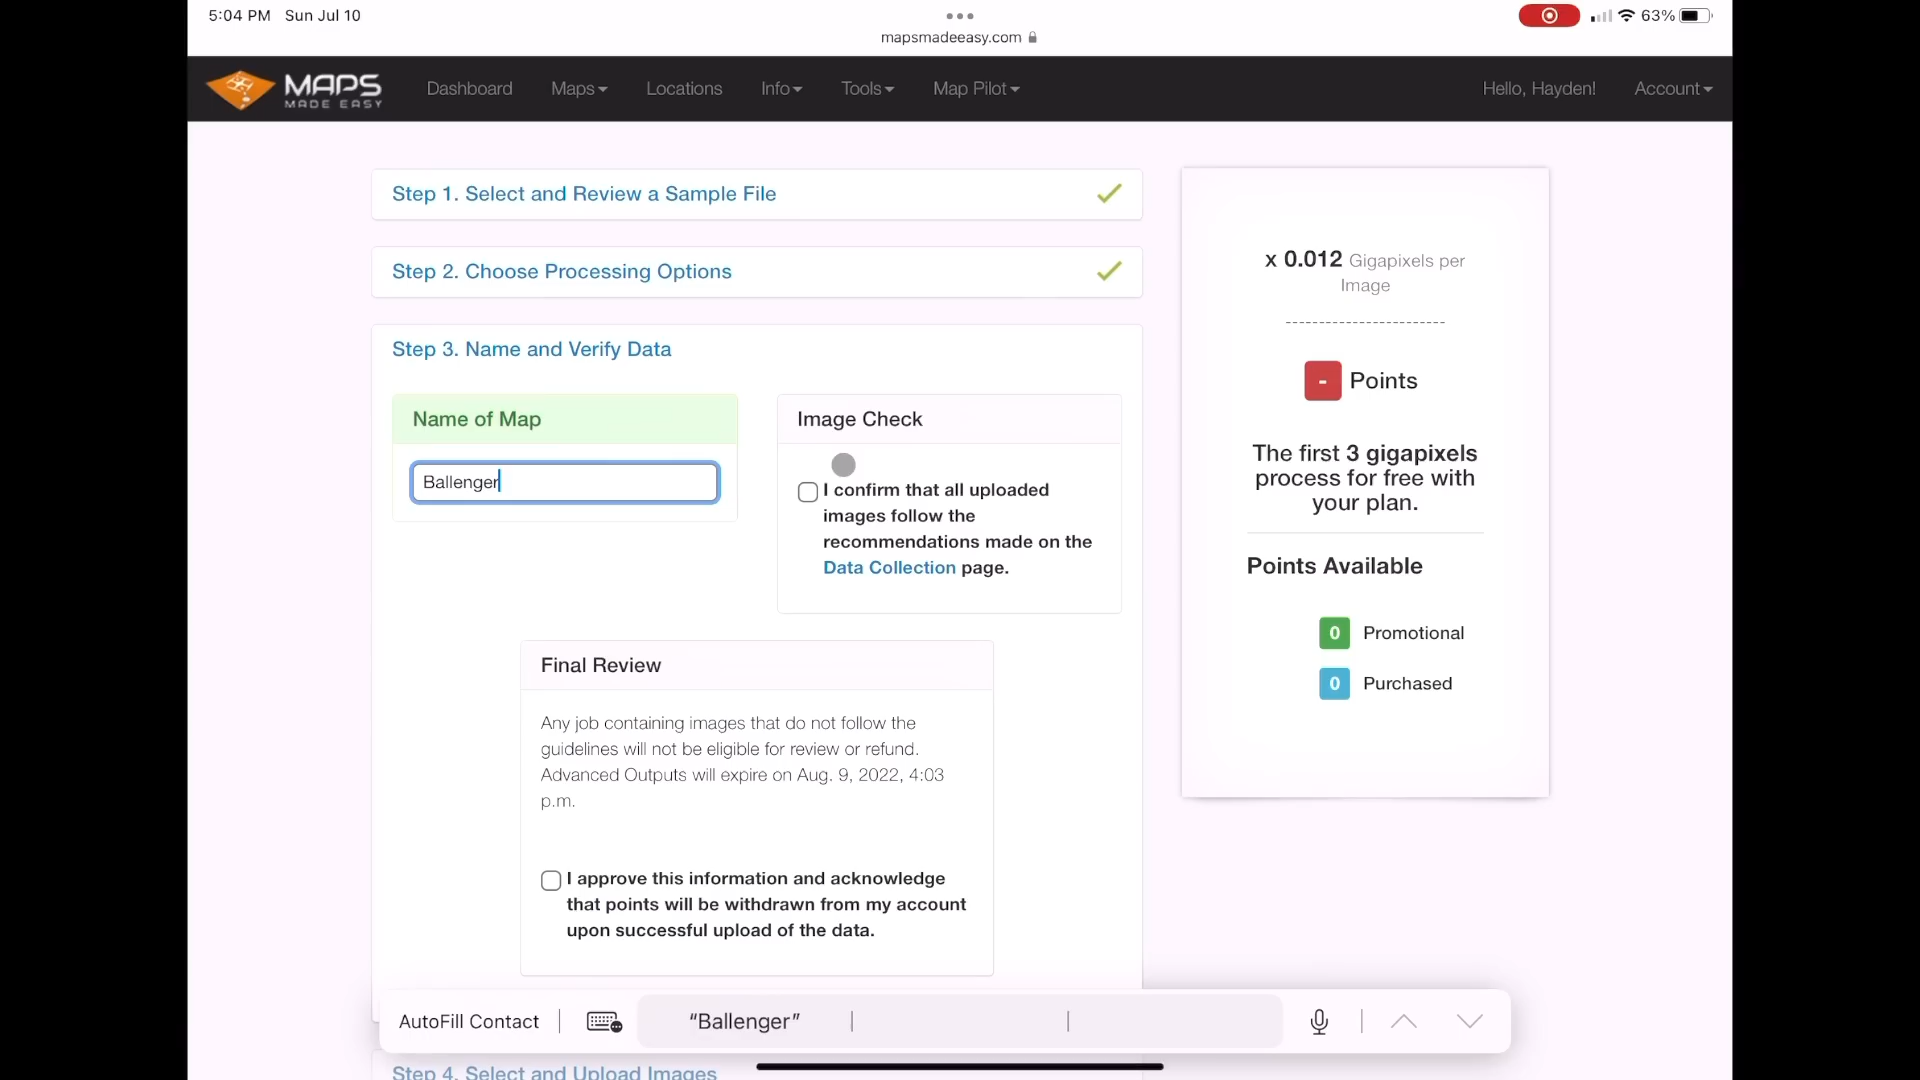 5:04 PM Sun Jul 10
63%
mapsmadeeasy.com
MAPS
MADE EASY
Dashboard
Maps
Locations
Info
Tools
Map Pilot
Hello, Hayden!
Account
Step 1. Select and Review a Sample File
Step 2. Choose Processing Options
Step 3. Name and Verify Data
Name of Map
Ballenger
Image Check
I confirm that all uploaded
images follow the
recommendations made on the
Data Collection page.
Final Review
Any job containing images that do not follow the
guidelines will not be eligible for review or refund.
Advanced Outputs will expire on Aug. 9, 2022, 4:03
p.m.
I approve this information and acknowledge
that points will be withdrawn from my account
upon successful upload of the data.
x 0.012 Gigapixels per
Image
------------------------
- Points
The first 3 gigapixels
process for free with
your plan.
Points Available
0 Promotional
0 Purchased
AutoFill Contact
“Ballenger”
Step 4. Select and Upload Images